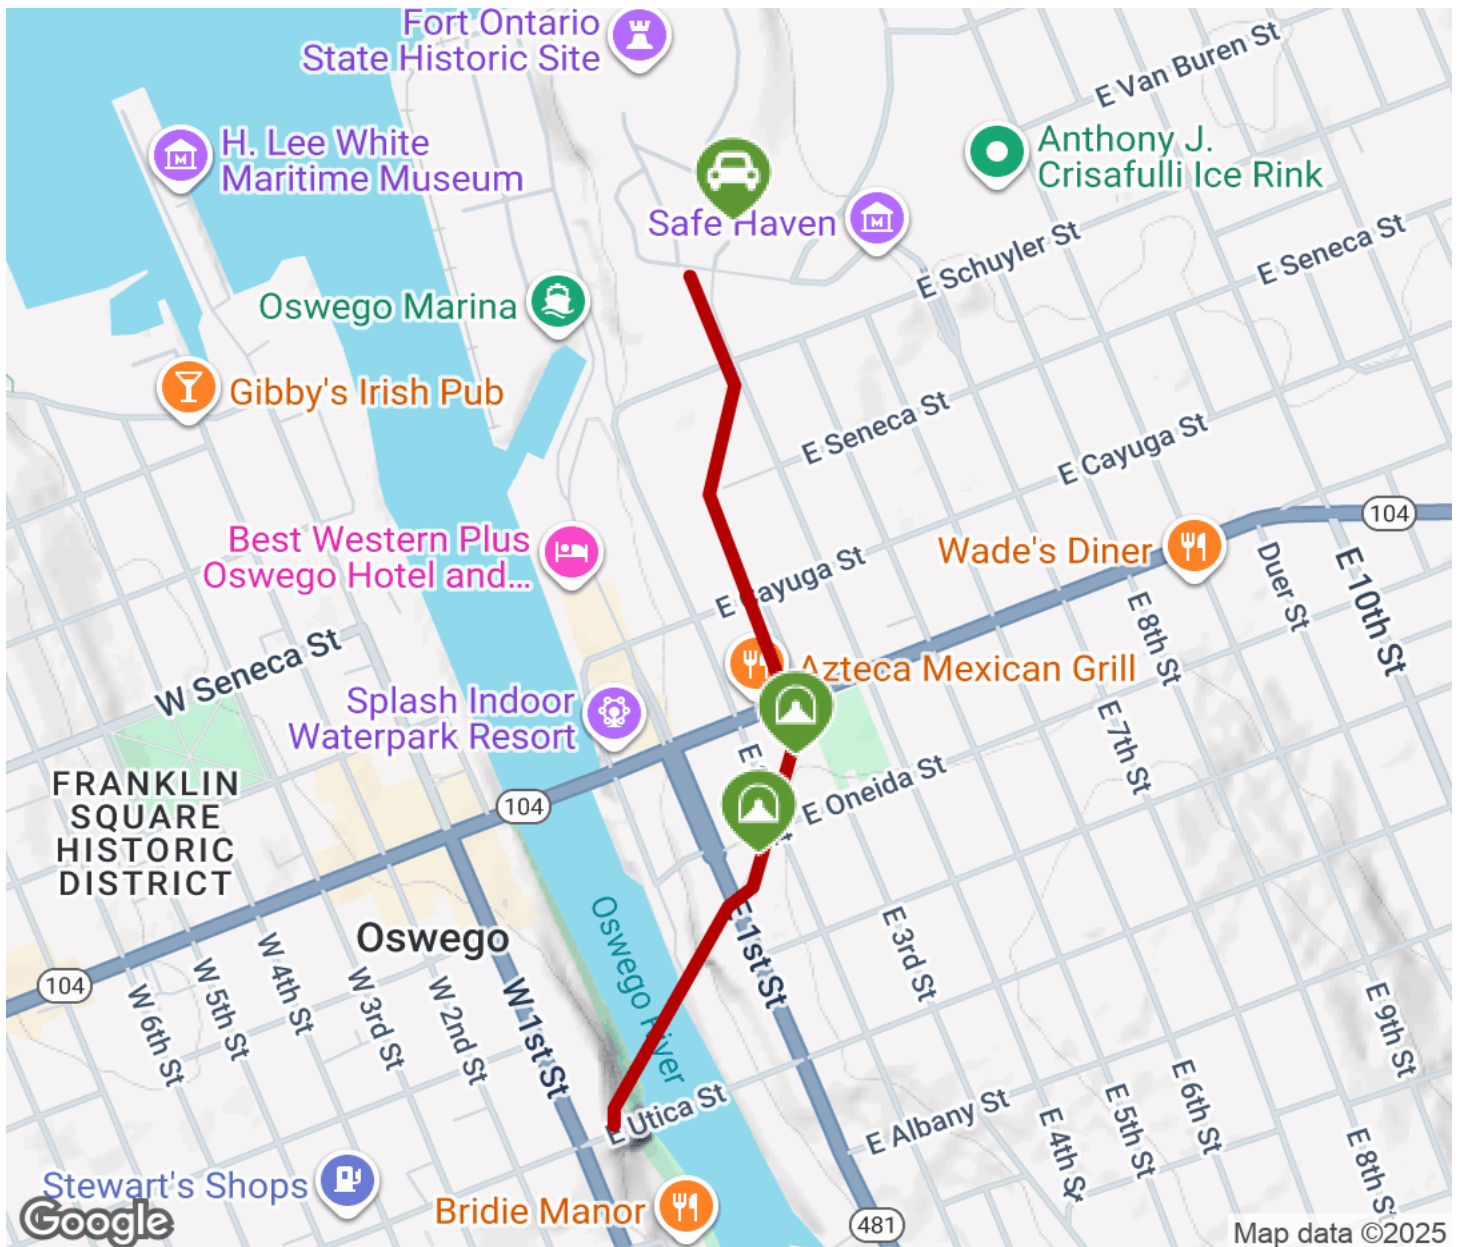 Fort Ontario
State Historic Site
E Van Buren St
H. Lee White
Maritime Museum
Anthony J.
Crisafulli Ice Rink
Safe Haven
E Schuyler St
E Seneca St
Oswego Marina
Gibby's Irish Pub
E Seneca St
E Cayuga St
104
Best Western Plus
Oswego Hotel and...
Wade's Diner
Duer St
E 10th St
E Cayuga St
E 8th St
W Seneca St
Azteca Mexican Grill
Splash Indoor
Waterpark Resort
E 7th St
FRANKLIN
SQUARE
HISTORIC
DISTRICT
104
E Oneida St
Oswego
Oswego River
E 1st St
E 3rd St
104
W 6th St
W 5th St
W 4th St
W 3rd St
W 2nd St
W 1st St
E 9th St
E Utica St
E Albany St
E 4th St
E 5th St
E 6th St
E 8th St
Stewart's Shops
Bridie Manor
481
Google
Map data ©2025